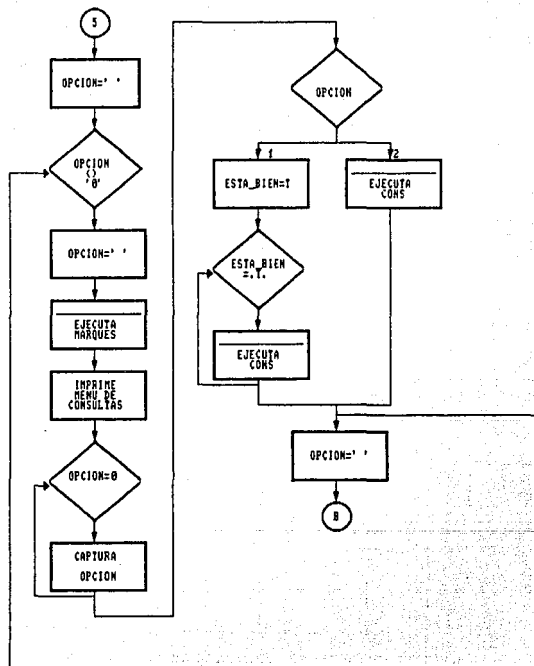 5
OPCION=' '
OPCION
<>
'0'
OPCION=' '
EJECUTA
MARQUES
IMPRIME
MENU DE
CONSULTAS
OPCION=0
CAPTURA
OPCION
OPCION
1
2
ESTA_BIEN=T
EJECUTA
CONS
ESTA_BIEN
=.T.
EJECUTA
CONS
OPCION=' '
B